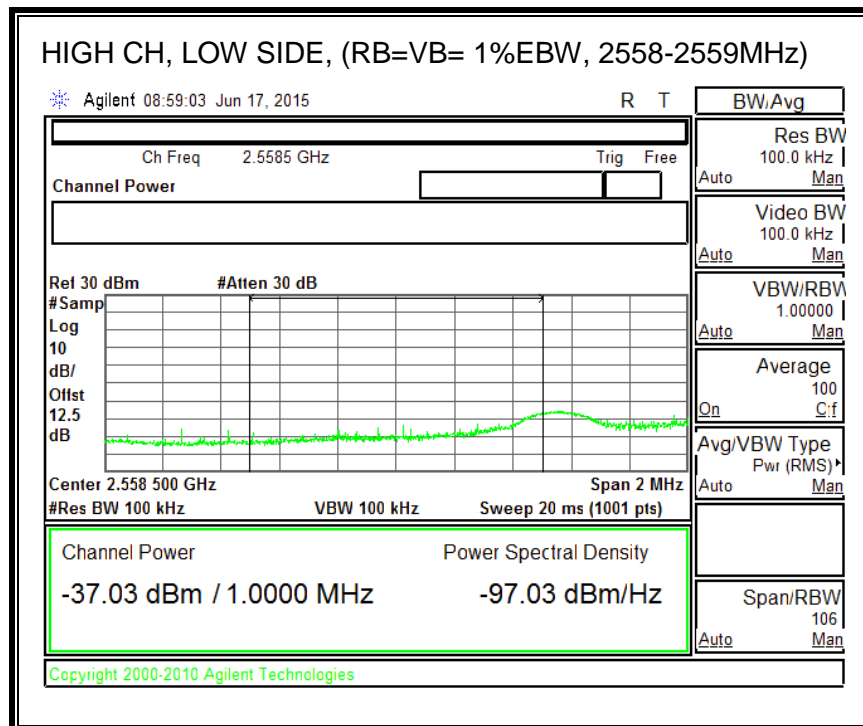 HIGH CH, LOW SIDE, (RB=VB= 1%EBW, 2558-2559MHz)
Agilent 08:59:03 Jun 17, 2015 R T
BW/Avg
Ch Freq 2.5585 GHz Trig Free
Channel Power
Res BW
100.0 kHz
Auto Man
Video BW
100.0 kHz
Auto Man
Ref 30 dBm #Atten 30 dB
#Samp
Log
10
dB/
Offst
12.5
dB
VBW/RBW
1.00000
Auto Man
Average
100
On Off
Avg/VBW Type
Pwr (RMS)
Auto Man
Center 2.558 500 GHz Span 2 MHz
#Res BW 100 kHz VBW 100 kHz Sweep 20 ms (1001 pts)
Channel Power Power Spectral Density
-37.03 dBm / 1.0000 MHz -97.03 dBm/Hz
Span/RBW
106
Auto Man
Copyright 2000-2010 Agilent Technologies